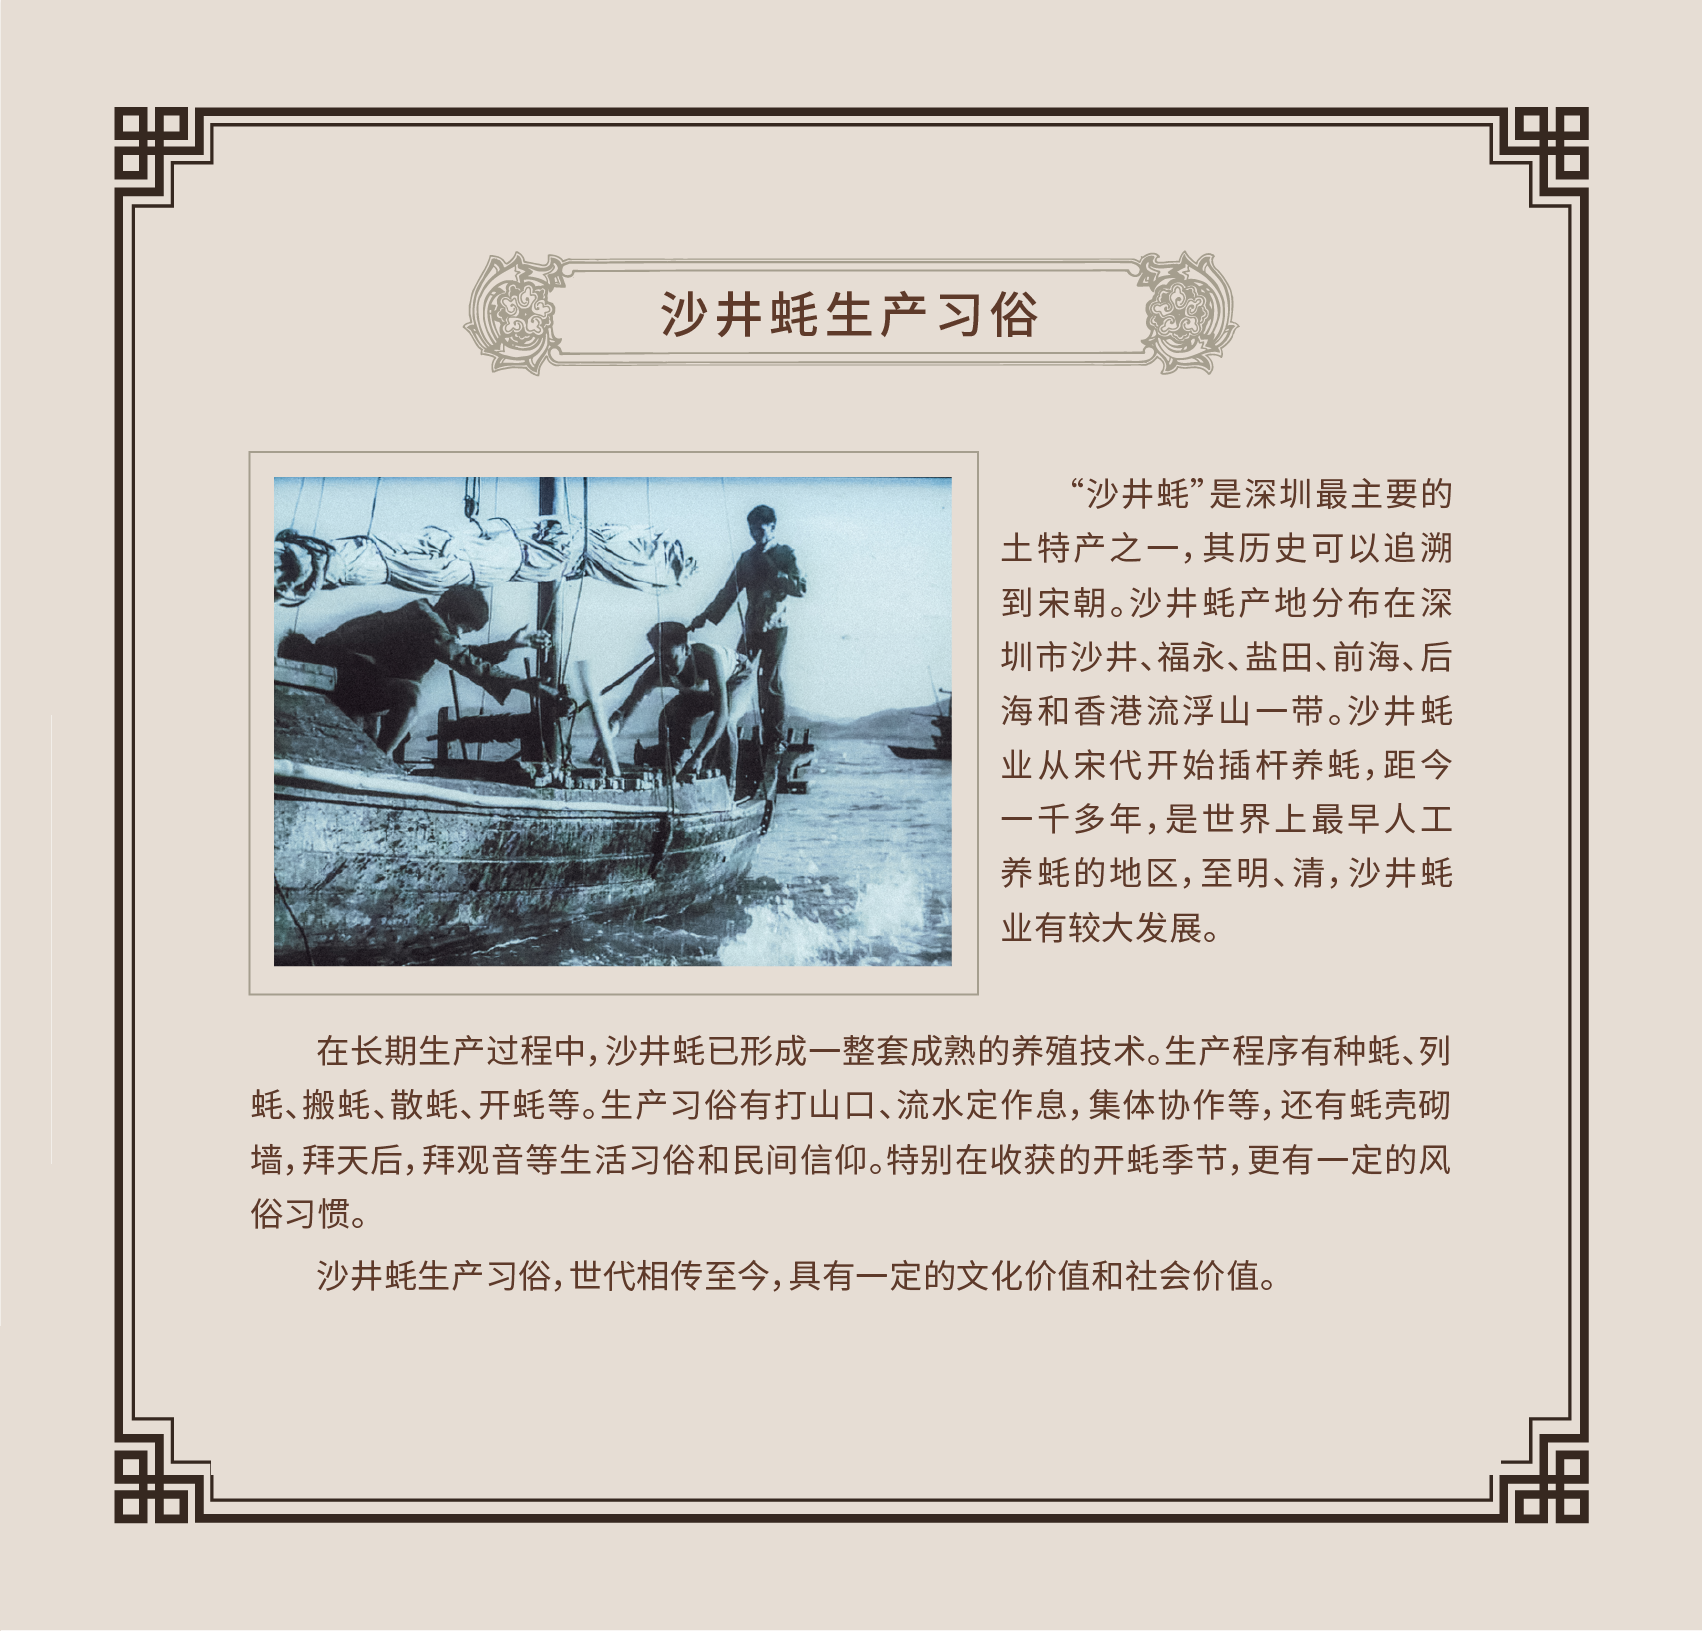 沙井蚝生产习俗
“沙井蚝”是深圳最主要的
土特产之一，其历史可以追溯
到宋朝。沙井蚝产地分布在深
圳市沙井、福永、盐田、前海、后
海和香港流浮山一带。沙井蚝
业从宋代开始插杆养蚝，距今
一千多年，是世界上最早人工
养蚝的地区，至明、清，沙井蚝
业有较大发展。
在长期生产过程中，沙井蚝已形成一整套成熟的养殖技术。生产程序有种蚝、列
蚝、搬蚝、散蚝、开蚝等。生产习俗有打山口、流水定作息，集体协作等，还有蚝壳砌
墙，拜天后，拜观音等生活习俗和民间信仰。特别在收获的开蚝季节，更有一定的风
俗习惯。
沙井蚝生产习俗，世代相传至今，具有一定的文化价值和社会价值。